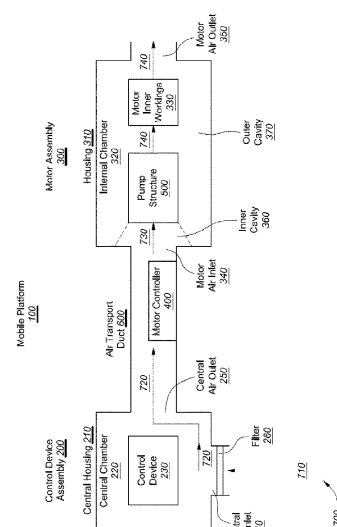 Mobile Platform
100
Control Device
Assembly 200
Central Housing 210
Central Chamber
220
Control
Device
230
Air Transport
Duct 600
Motor Controller
400
Motor Assembly
300
Housing 310
Internal Chamber
320
Pump
Structure
500
Motor
Inner
Workings
330
720
720
730
740
740
Central
Air Oulet
250
Filter
260
Motor
Air Inlet
340
Inner
Cavity
360
Outer
Cavity
370
Motor
Air Outlet
350
710